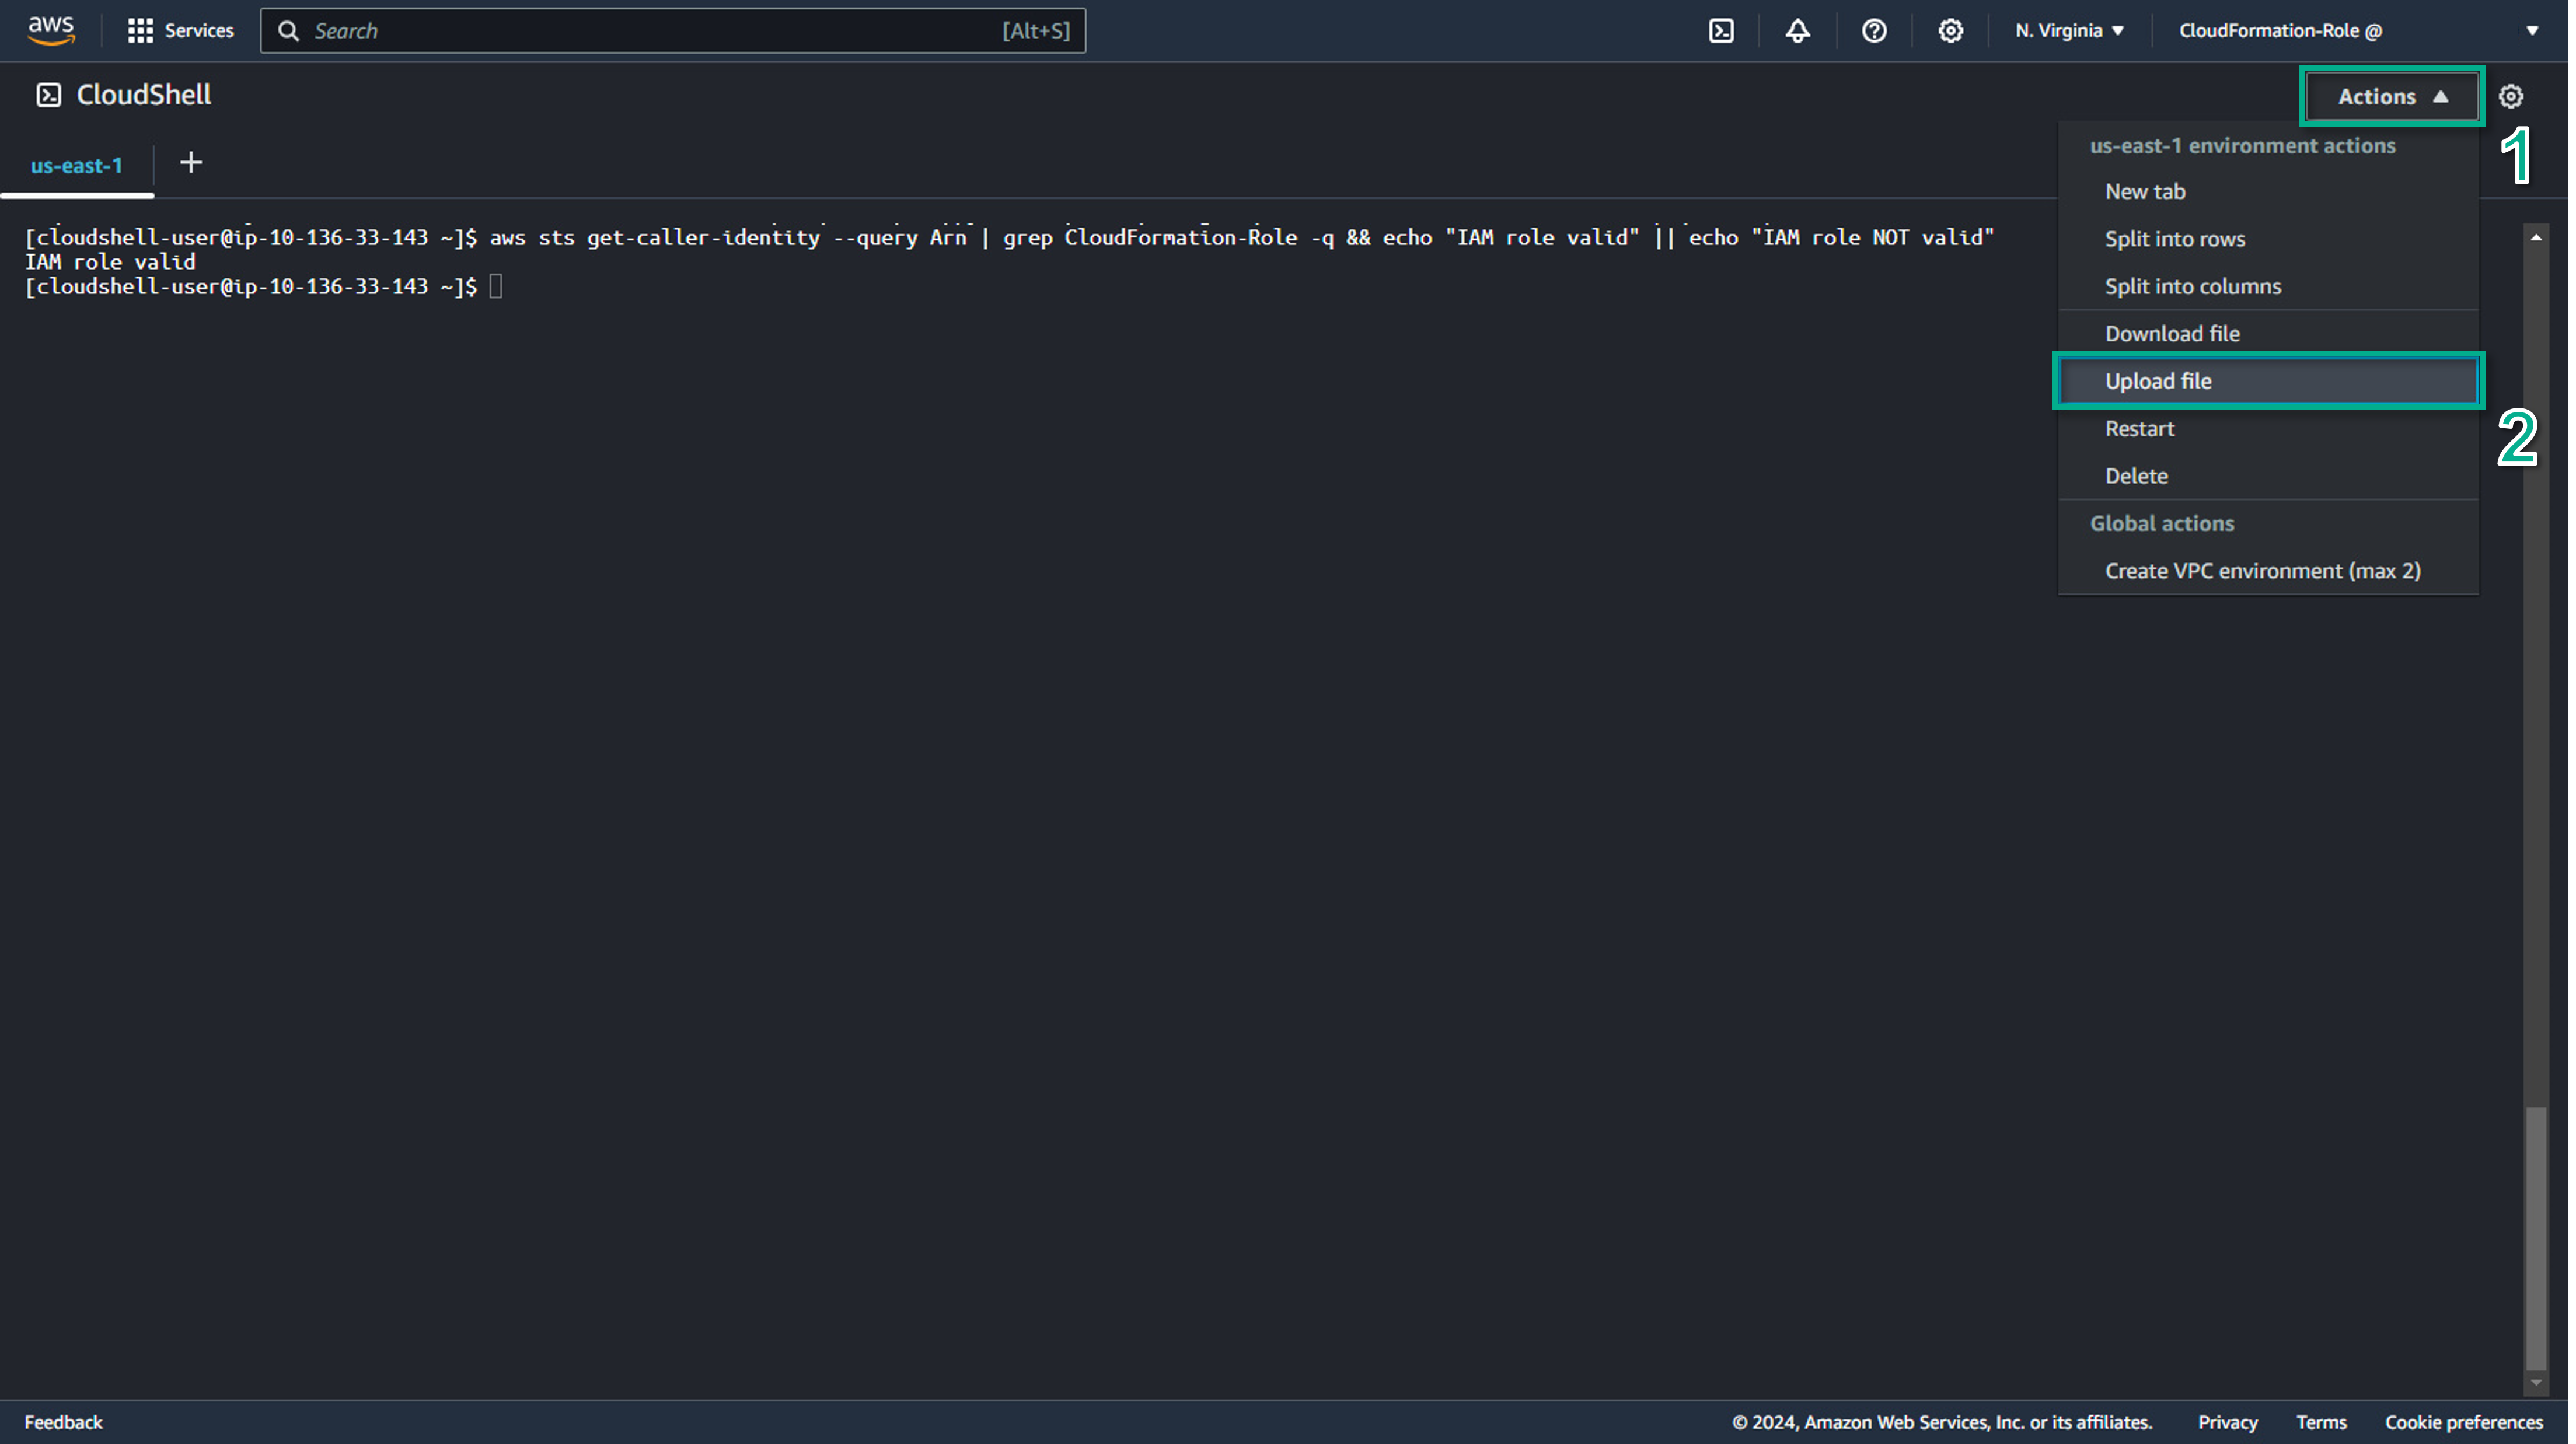 aws Services Search [Alt+S] N. Virginia CloudFormation-Role @
CloudShell Actions
1
us-east-1 +
us-east-1 environment actions
New tab
Split into rows
Split into columns
Download file
Upload file
2
Restart
Delete
Global actions
Create VPC environment (max 2)
[cloudshell-user@ip-10-136-33-143 ~]$ aws sts get-caller-identity --query Arn | grep CloudFormation-Role -q && echo "IAM role valid" || echo "IAM role NOT valid"
IAM role valid
[cloudshell-user@ip-10-136-33-143 ~]$
Feedback © 2024, Amazon Web Services, Inc. or its affiliates. Privacy Terms Cookie preferences